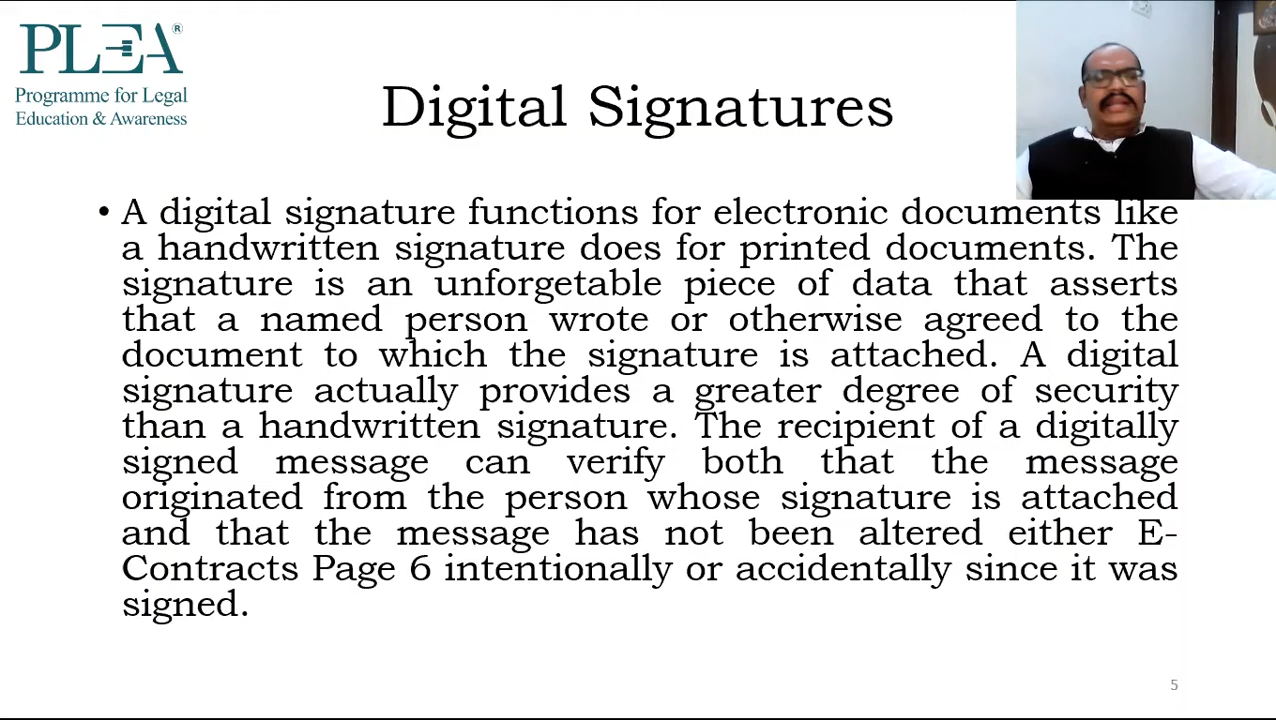 PLEA®
Programme for Legal
Education & Awareness
Digital Signatures
• A digital signature functions for electronic documents like
a handwritten signature does for printed documents. The
signature is an unforgetable piece of data that asserts
that a named person wrote or otherwise agreed to the
document to which the signature is attached. A digital
signature actually provides a greater degree of security
than a handwritten signature. The recipient of a digitally
signed message can verify both that the message
originated from the person whose signature is attached
and that the message has not been altered either E-
Contracts Page 6 intentionally or accidentally since it was
signed.
5